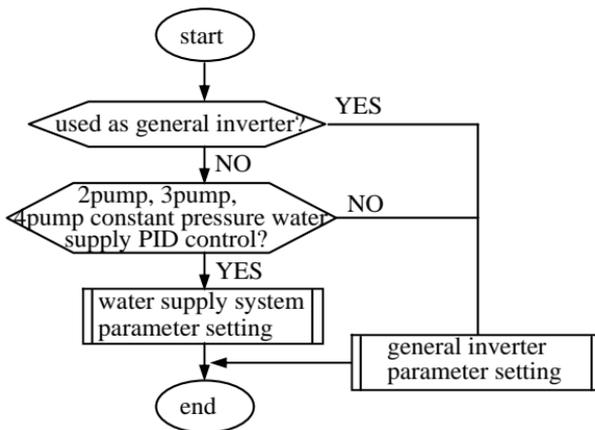 start
used as general inverter?
YES
NO
2pump, 3pump,
4pump constant pressure water
supply PID control?
NO
YES
water supply system
parameter setting
general inverter
parameter setting
end